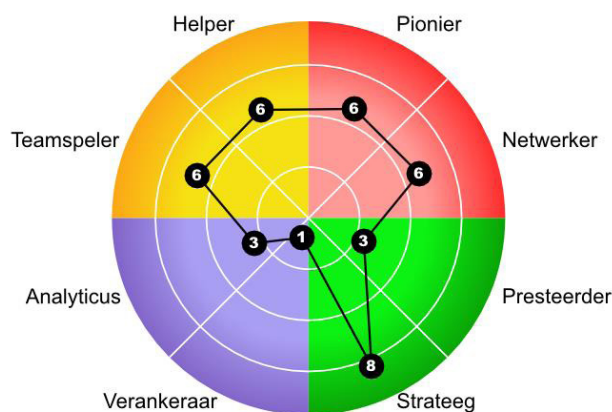 Helper Pionier
6 6
Teamspeler Netwerker
6 6
3 1 3
Analyticus Presteerder
8
Verankeraar Strateeg